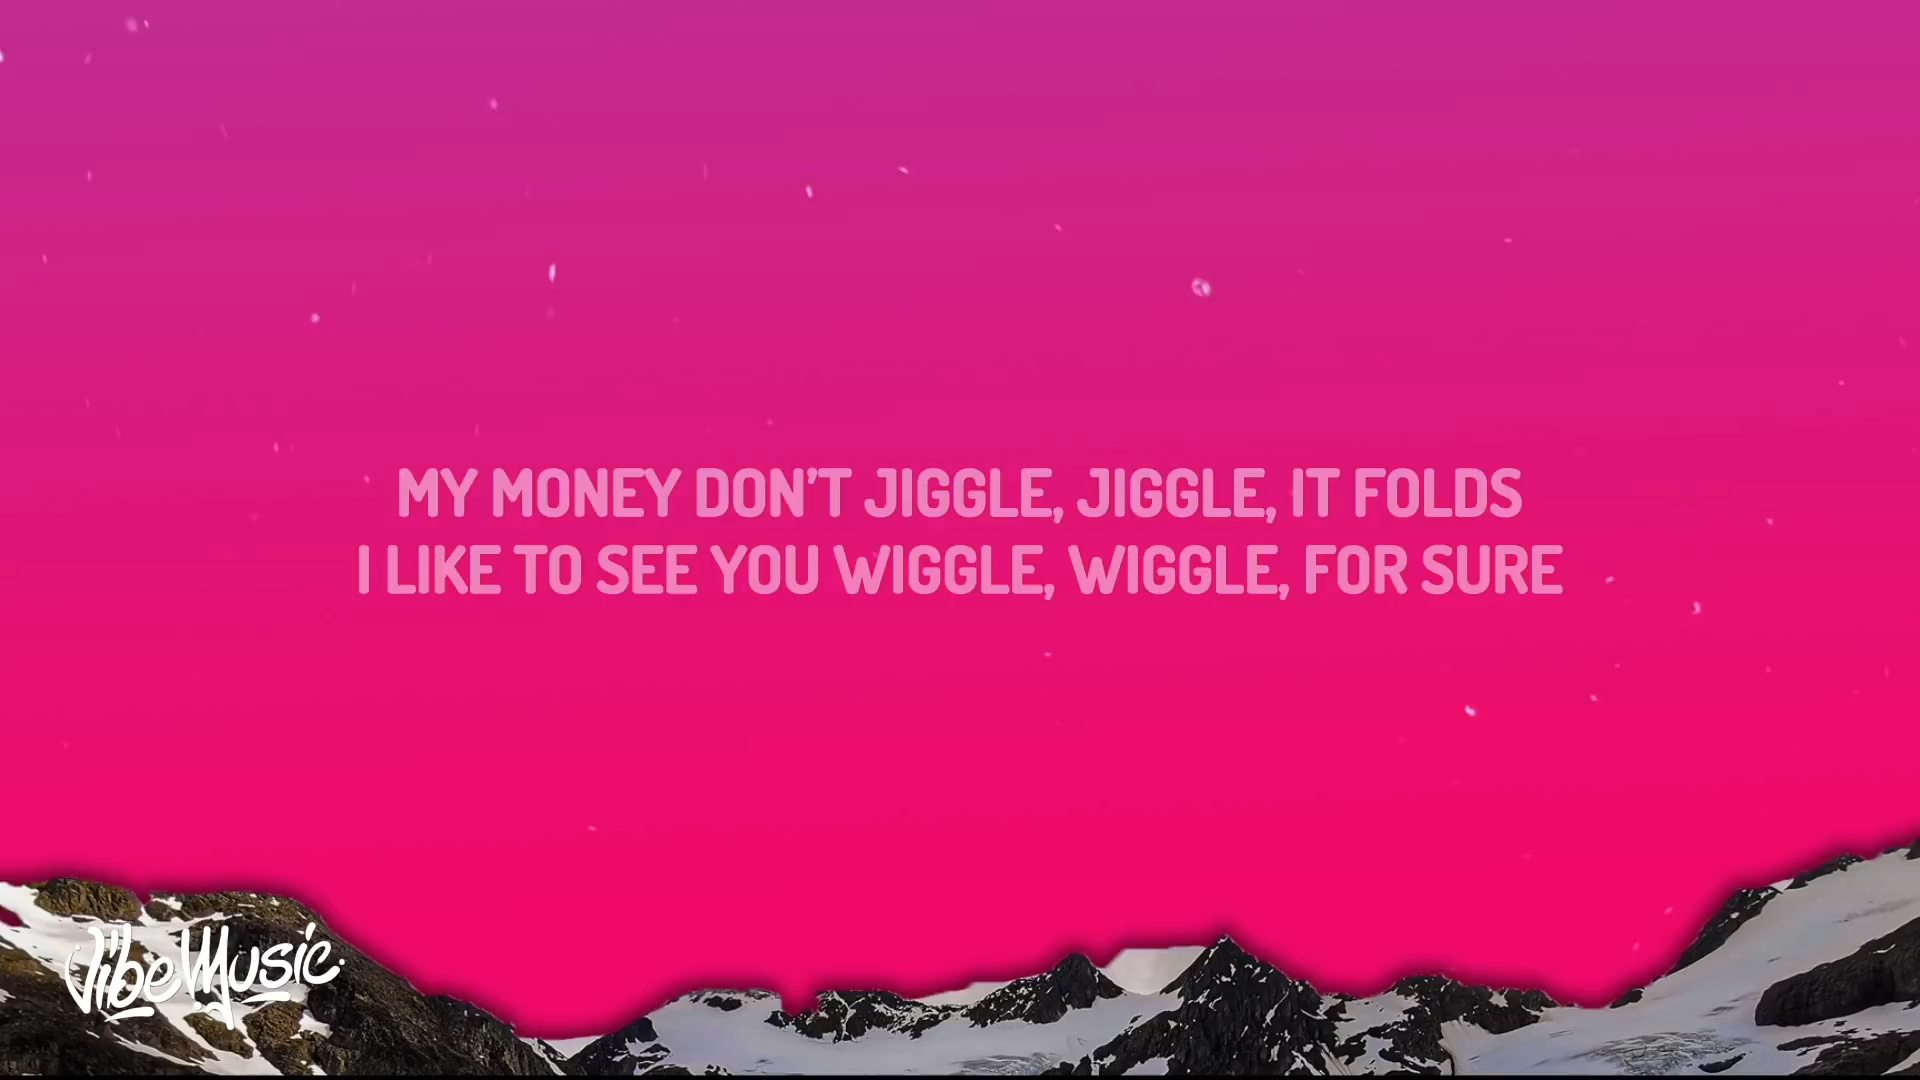 MY MONEY DON'T JIGGLE, JIGGLE, IT FOLDS
I LIKE TO SEE YOU WIGGLE, WIGGLE, FOR SURE
VibeMusic